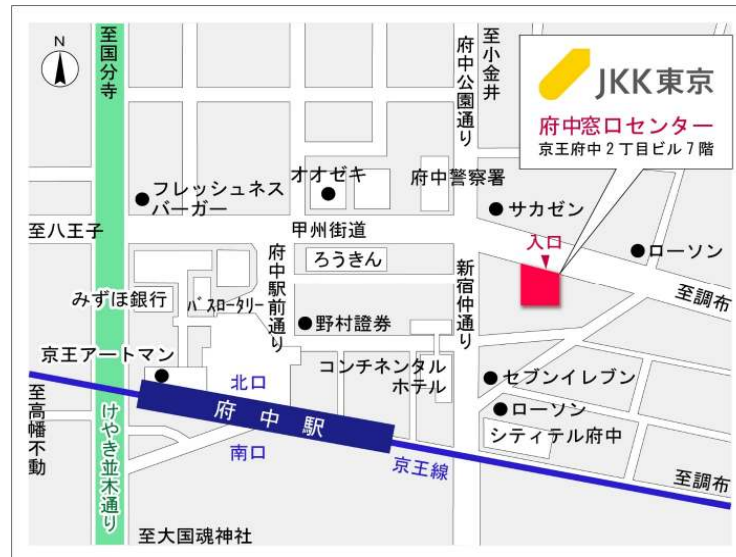 N
至国分寺
府中公園通り
至小金井
JKK東京
府中窓口センター
京王府中2丁目ビル7階
フレッシュネス
バーガー
オオゼキ
府中警察署
サカゼン
至八王子
甲州街道
入口
ローソン
ろうきん
府中駅前通り
新宿仲通り
至調布
みずほ銀行
バスロータリー
野村證券
京王アートマン
コンチネンタル
ホテル
セブンイレブン
北口
府中駅
ローソン
シティテル府中
至高幡不動
けやき並木通り
南口
京王線
至調布
至大国魂神社